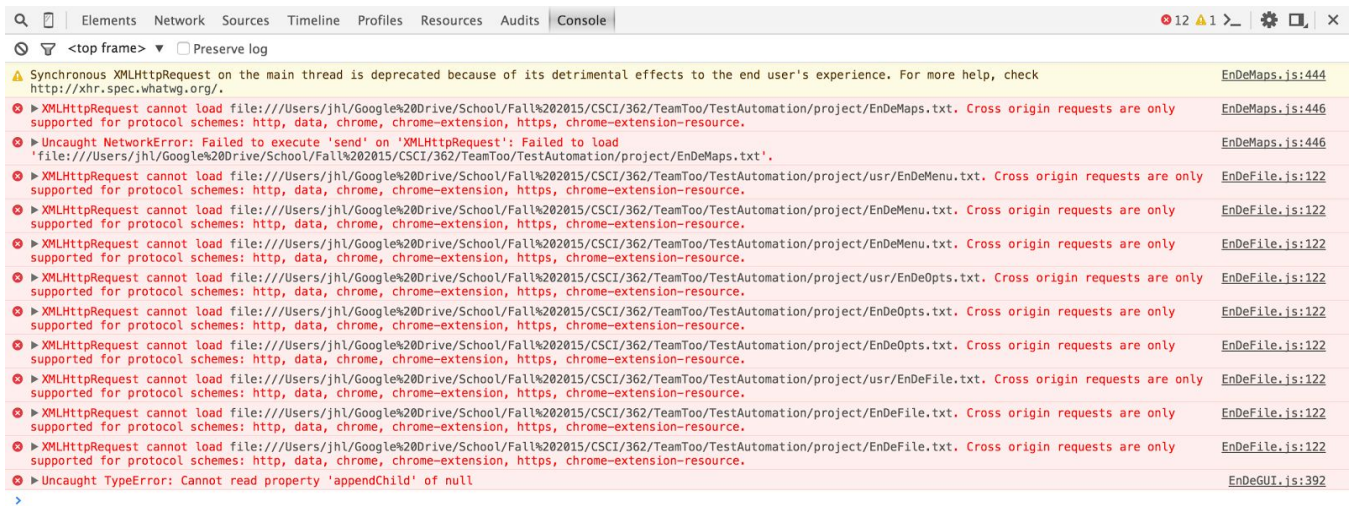 Elements Network Sources Timeline Profiles Resources Audits Console 12 1
<top frame> ▼ Preserve log
Synchronous XMLHttpRequest on the main thread is deprecated because of its detrimental effects to the end user's experience. For more help, check EnDeMaps.js:444
http://xhr.spec.whatwg.org/.
XMLHttpRequest cannot load file:///Users/jhl/Google%20Drive/School/Fall%202015/CSCI/362/TeamToo/TestAutomation/project/EnDeMaps.txt. Cross origin requests are only EnDeMaps.js:446
supported for protocol schemes: http, data, chrome, chrome-extension, https, chrome-extension-resource.
Uncaught NetworkError: Failed to execute 'send' on 'XMLHttpRequest': Failed to load EnDeMaps.js:446
'file:///Users/jhl/Google%20Drive/School/Fall%202015/CSCI/362/TeamToo/TestAutomation/project/EnDeMaps.txt'.
XMLHttpRequest cannot load file:///Users/jhl/Google%20Drive/School/Fall%202015/CSCI/362/TeamToo/TestAutomation/project/usr/EnDeMenu.txt. Cross origin requests are only EnDeFile.js:122
supported for protocol schemes: http, data, chrome, chrome-extension, https, chrome-extension-resource.
XMLHttpRequest cannot load file:///Users/jhl/Google%20Drive/School/Fall%202015/CSCI/362/TeamToo/TestAutomation/project/EnDeMenu.txt. Cross origin requests are only EnDeFile.js:122
supported for protocol schemes: http, data, chrome, chrome-extension, https, chrome-extension-resource.
XMLHttpRequest cannot load file:///Users/jhl/Google%20Drive/School/Fall%202015/CSCI/362/TeamToo/TestAutomation/project/EnDeMenu.txt. Cross origin requests are only EnDeFile.js:122
supported for protocol schemes: http, data, chrome, chrome-extension, https, chrome-extension-resource.
XMLHttpRequest cannot load file:///Users/jhl/Google%20Drive/School/Fall%202015/CSCI/362/TeamToo/TestAutomation/project/usr/EnDeOpts.txt. Cross origin requests are only EnDeFile.js:122
supported for protocol schemes: http, data, chrome, chrome-extension, https, chrome-extension-resource.
XMLHttpRequest cannot load file:///Users/jhl/Google%20Drive/School/Fall%202015/CSCI/362/TeamToo/TestAutomation/project/EnDeOpts.txt. Cross origin requests are only EnDeFile.js:122
supported for protocol schemes: http, data, chrome, chrome-extension, https, chrome-extension-resource.
XMLHttpRequest cannot load file:///Users/jhl/Google%20Drive/School/Fall%202015/CSCI/362/TeamToo/TestAutomation/project/EnDeOpts.txt. Cross origin requests are only EnDeFile.js:122
supported for protocol schemes: http, data, chrome, chrome-extension, https, chrome-extension-resource.
XMLHttpRequest cannot load file:///Users/jhl/Google%20Drive/School/Fall%202015/CSCI/362/TeamToo/TestAutomation/project/usr/EnDeFile.txt. Cross origin requests are only EnDeFile.js:122
supported for protocol schemes: http, data, chrome, chrome-extension, https, chrome-extension-resource.
XMLHttpRequest cannot load file:///Users/jhl/Google%20Drive/School/Fall%202015/CSCI/362/TeamToo/TestAutomation/project/EnDeFile.txt. Cross origin requests are only EnDeFile.js:122
supported for protocol schemes: http, data, chrome, chrome-extension, https, chrome-extension-resource.
XMLHttpRequest cannot load file:///Users/jhl/Google%20Drive/School/Fall%202015/CSCI/362/TeamToo/TestAutomation/project/EnDeFile.txt. Cross origin requests are only EnDeFile.js:122
supported for protocol schemes: http, data, chrome, chrome-extension, https, chrome-extension-resource.
Uncaught TypeError: Cannot read property 'appendChild' of null EnDeGUI.js:392